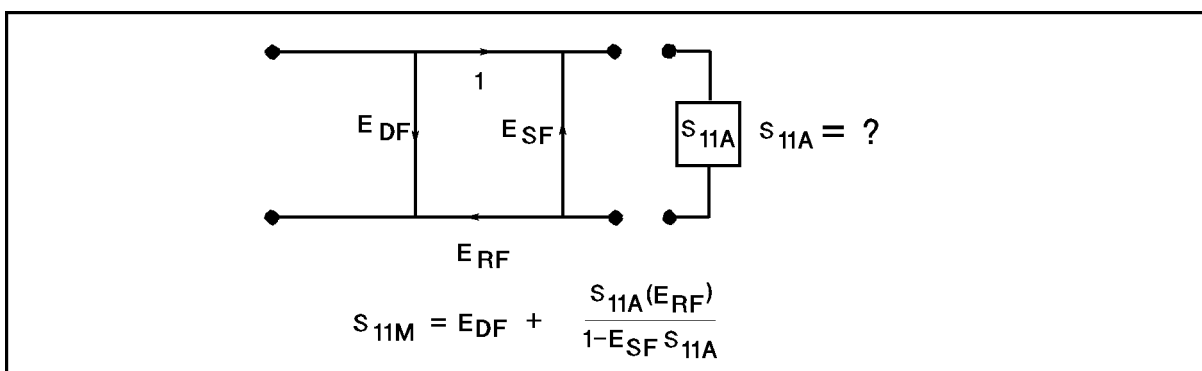 1
E DF
E SF
S 11A
S 11A = ?
E RF
S 11M = E DF + S 11A (E RF) / 1-E SF S 11A